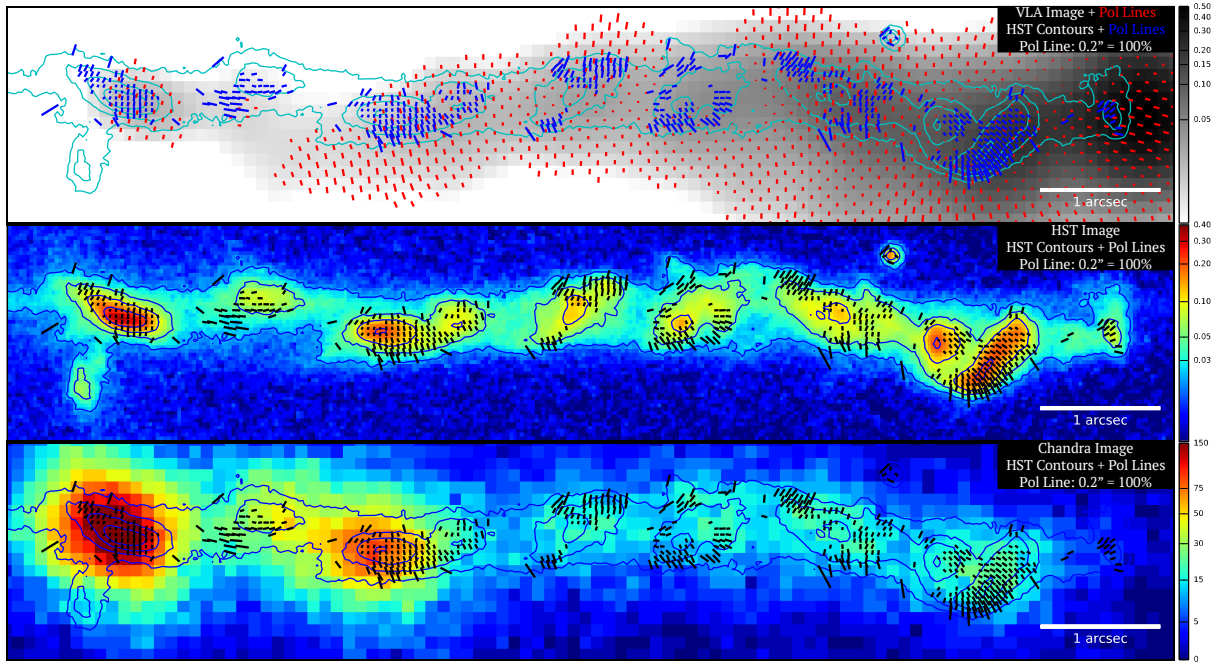 VLA Image + Pol Lines
HST Contours + Pol Lines
Pol Line: 0.2” = 100%
0.50
0.40
0.30
0.20
0.15
0.10
0.05
1 arcsec
HST Image
HST Contours + Pol Lines
Pol Line: 0.2” = 100%
0.40
0.30
0.20
0.10
0.05
0.03
1 arcsec
Chandra Image
HST Contours + Pol Lines
Pol Line: 0.2” = 100%
150
75
50
30
15
5
0
1 arcsec